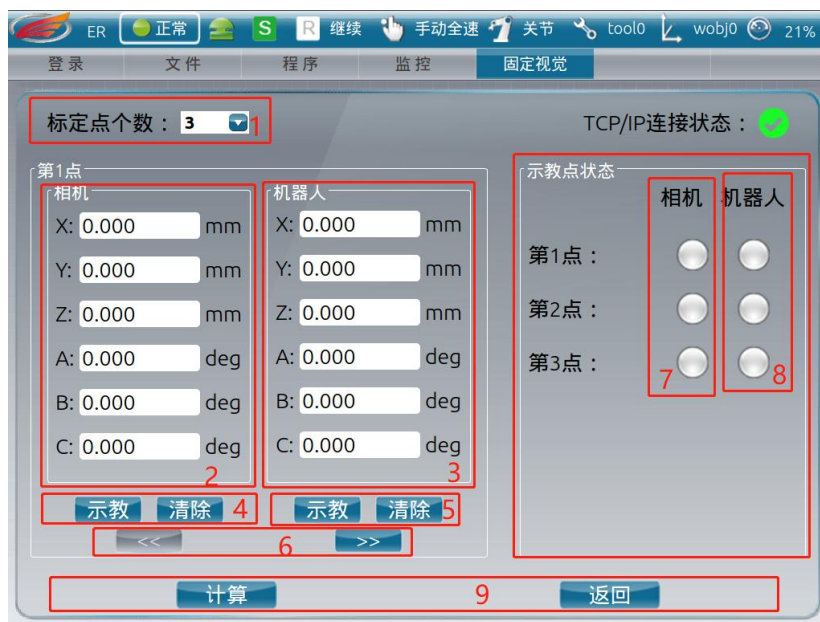 ER 正常 S R 继续 手动全速 关节 tool0 wobj0 21%
登录 文件 程序 监控 固定视觉
标定点个数： 3 1 TCP/IP连接状态：
第1点 示教点状态
相机 机器人 相机 机器人
X: 0.000 mm X: 0.000 mm
Y: 0.000 mm Y: 0.000 mm 第1点：
Z: 0.000 mm Z: 0.000 mm 第2点：
A: 0.000 deg A: 0.000 deg 第3点： 7 8
B: 0.000 deg B: 0.000 deg
C: 0.000 deg C: 0.000 deg
2 3
示教 清除 4 示教 清除 5
<< 6 >>
计算 9 返回